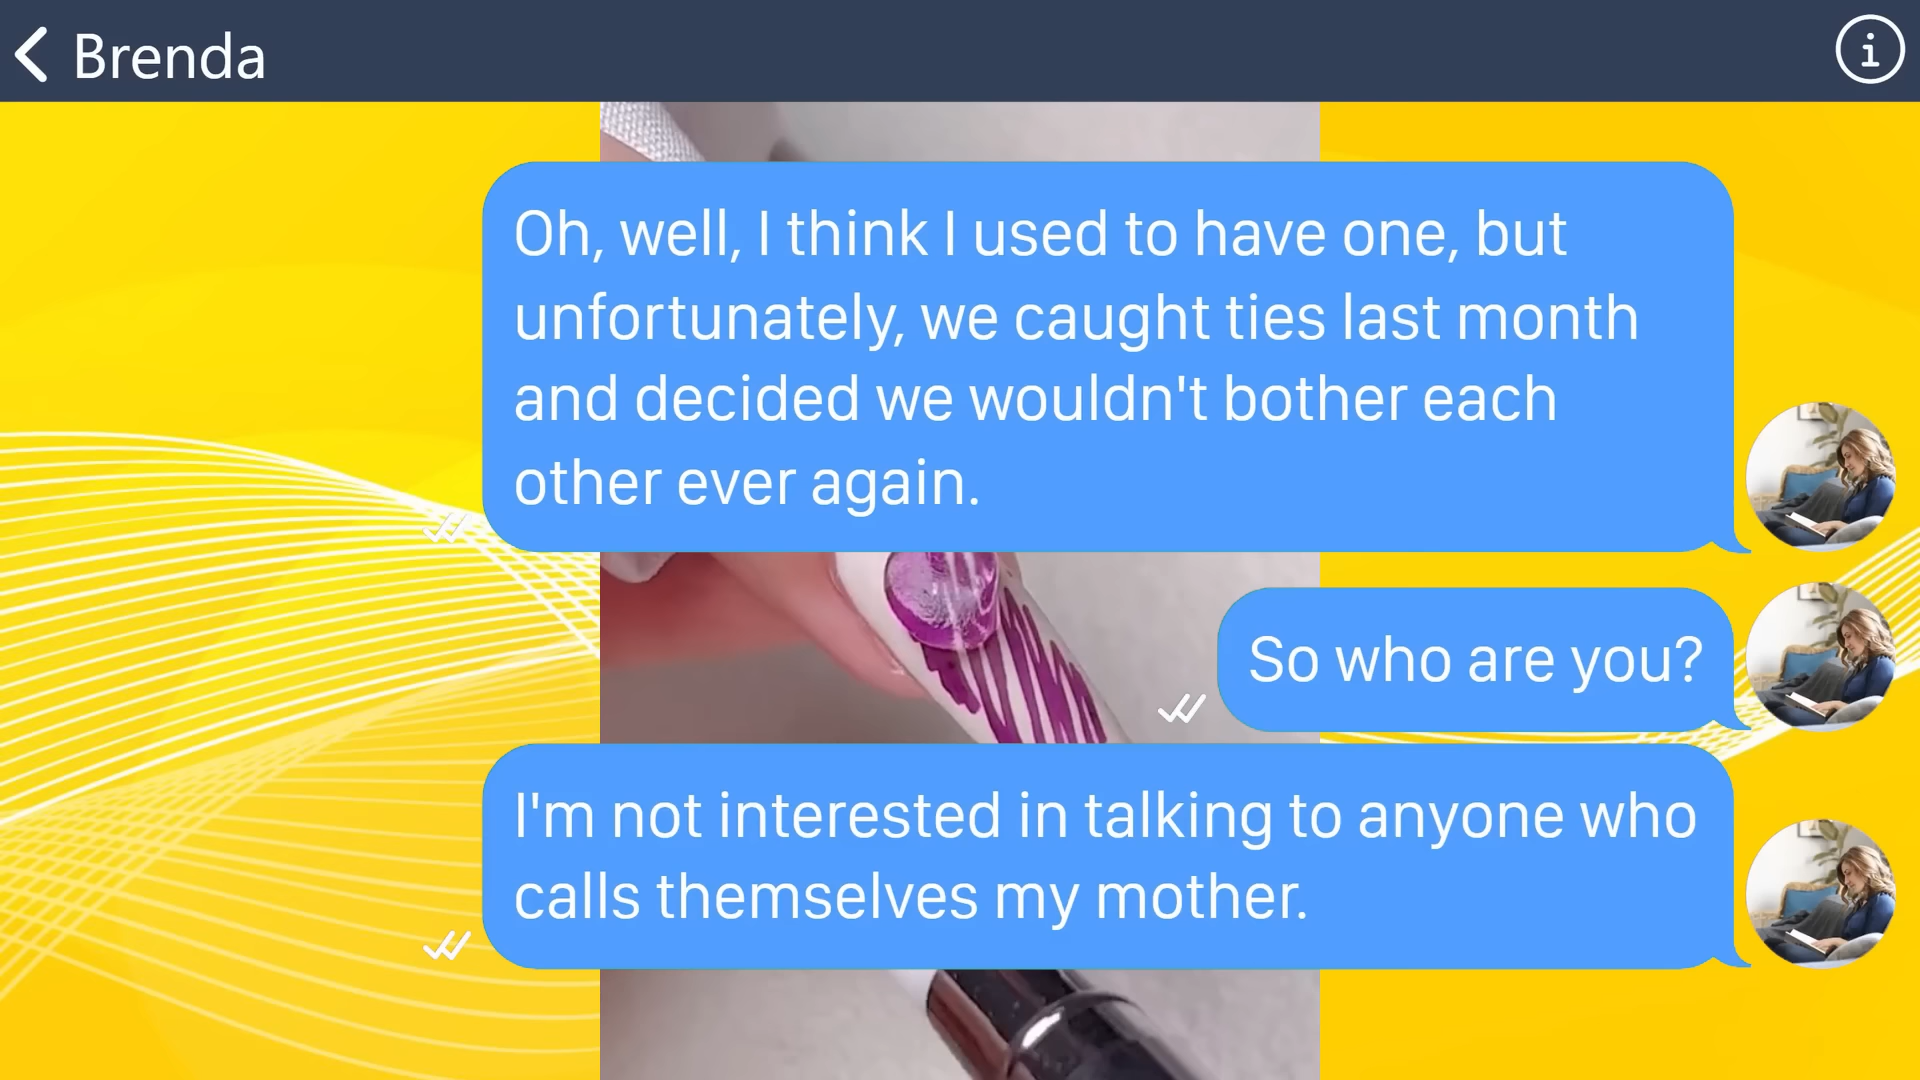 Brenda
Oh, well, I think I used to have one, but
unfortunately, we caught ties last month
and decided we wouldn't bother each
other ever again.
So who are you?
I'm not interested in talking to anyone who
calls themselves my mother.